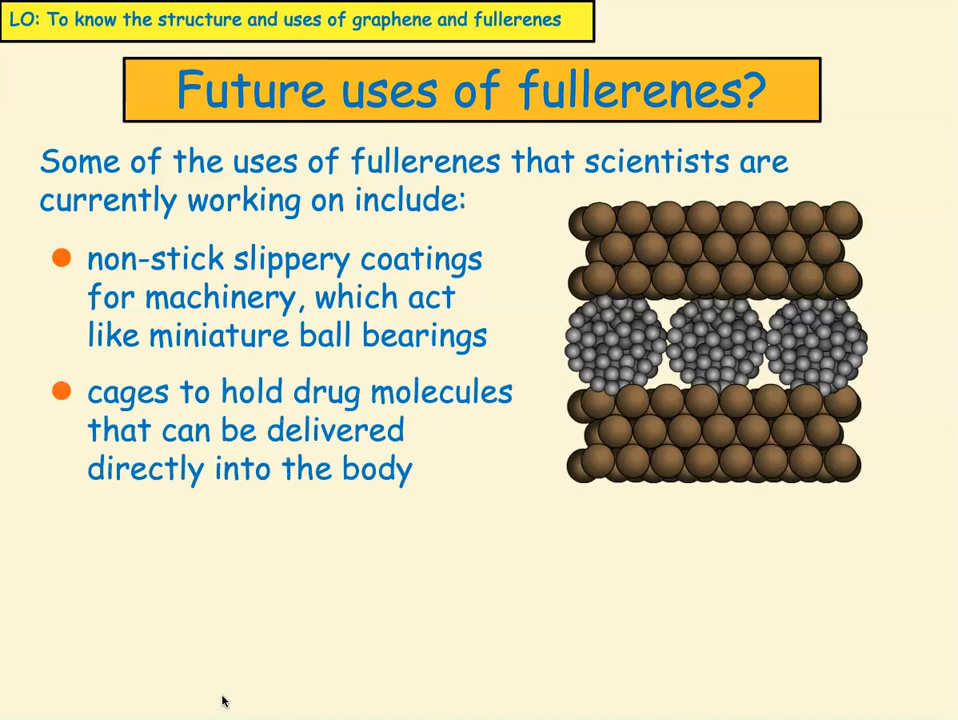 LO: To know the structure and uses of graphene and fullerenes
Future uses of fullerenes?
Some of the uses of fullerenes that scientists are
currently working on include:
non-stick slippery coatings
for machinery, which act
like miniature ball bearings
cages to hold drug molecules
that can be delivered
directly into the body